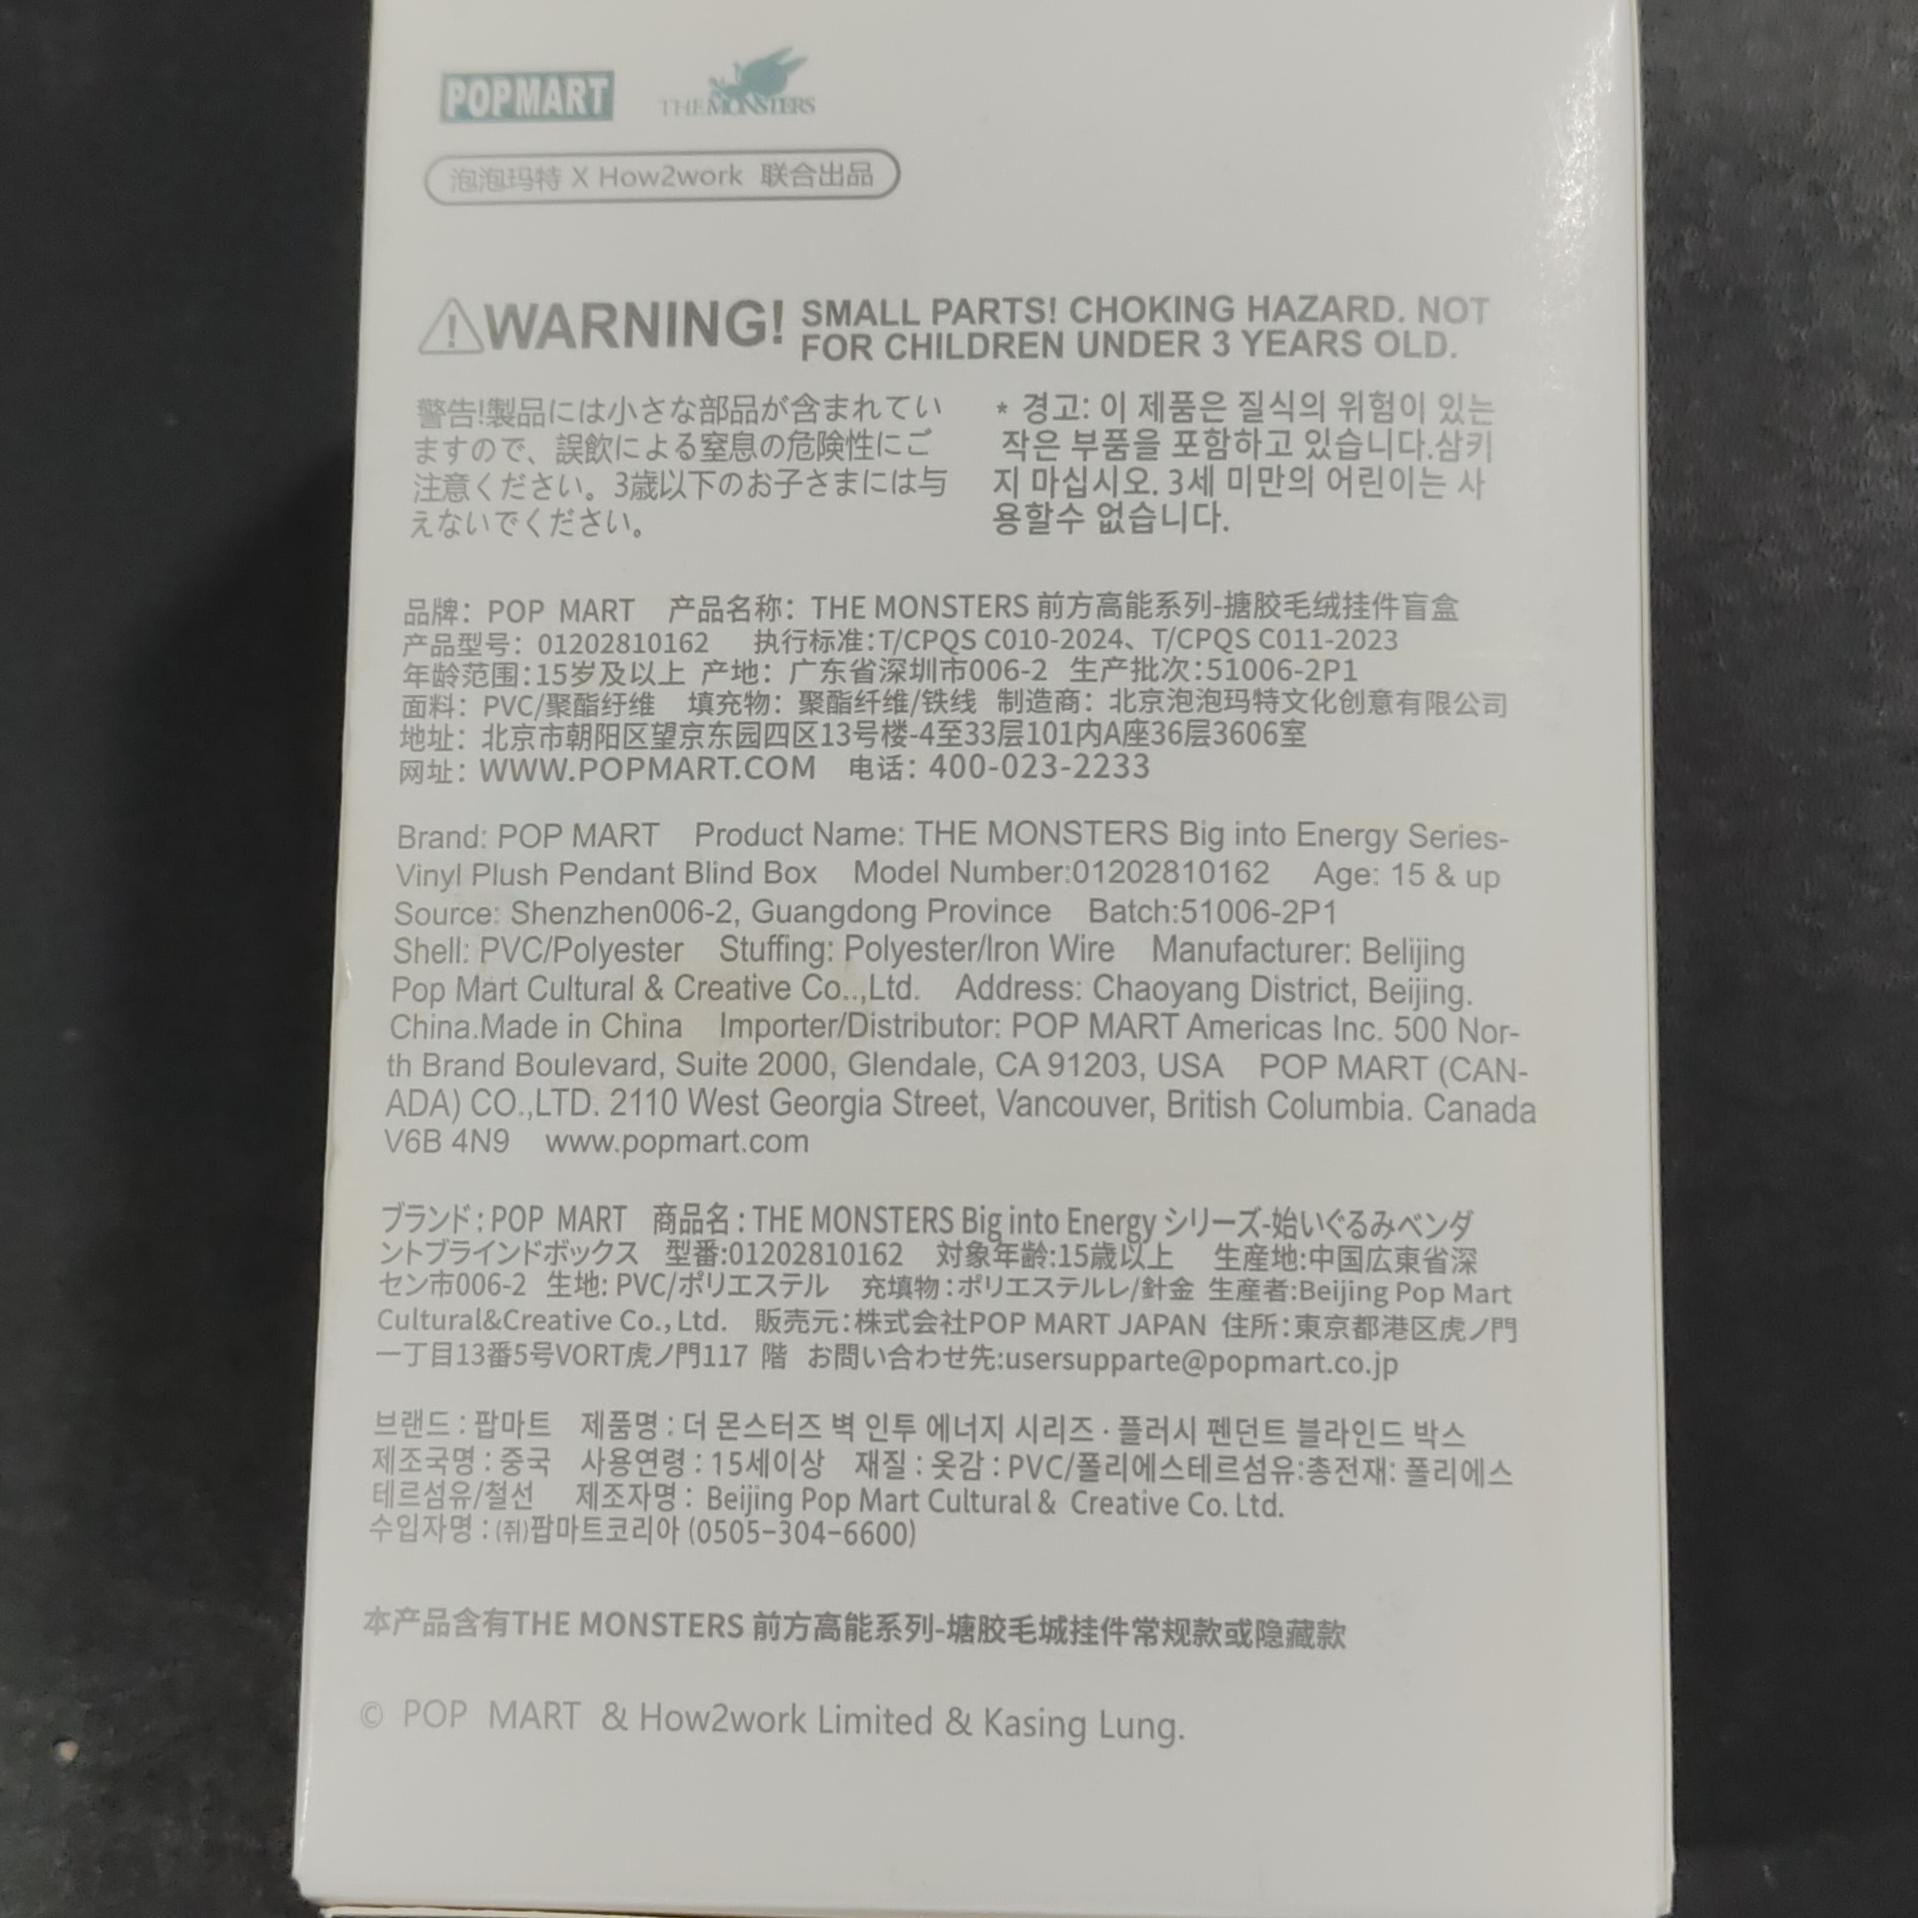 POPMART
THE MONSTERS
泡泡玛特 X How2work 联合出品
WARNING! SMALL PARTS! CHOKING HAZARD. NOT
FOR CHILDREN UNDER 3 YEARS OLD.
警告!製品には小さな部品が含まれてい
ますので、誤飲による窒息の危険性にご
注意ください。3歳以下のお子さまには与
えないでください。
* 경고: 이 제품은 질식의 위험이 있는
작은 부품을 포함하고 있습니다.삼키
지 마십시오. 3세 미만의 어린이는 사
용할수 없습니다.
品牌：POP MART 产品名称：THE MONSTERS 前方高能系列-搪胶毛绒挂件盲盒
产品型号：01202810162 执行标准:T/CPQS C010-2024、T/CPQS C011-2023
年龄范围:15岁及以上 产地：广东省深圳市006-2 生产批次:51006-2P1
面料：PVC/聚酯纤维 填充物：聚酯纤维/铁线 制造商：北京泡泡玛特文化创意有限公司
地址：北京市朝阳区望京东园四区13号楼-4至33层101内A座36层3606室
网址：WWW.POPMART.COM 电话：400-023-2233
Brand: POP MART Product Name: THE MONSTERS Big into Energy Series-
Vinyl Plush Pendant Blind Box Model Number:01202810162 Age: 15 & up
Source: Shenzhen006-2, Guangdong Province Batch:51006-2P1
Shell: PVC/Polyester Stuffing: Polyester/Iron Wire Manufacturer: Belijing
Pop Mart Cultural & Creative Co..,Ltd. Address: Chaoyang District, Beijing.
China.Made in China Importer/Distributor: POP MART Americas Inc. 500 Nor-
th Brand Boulevard, Suite 2000, Glendale, CA 91203, USA POP MART (CAN-
ADA) CO.,LTD. 2110 West Georgia Street, Vancouver, British Columbia. Canada
V6B 4N9 www.popmart.com
ブランド: POP MART 商品名: THE MONSTERS Big into Energy シリーズ-始いぐるみベンダ
ントブラインドボックス 型番:01202810162 対象年齢:15歳以上 生産地:中国広東省深
セン市006-2 生地: PVC/ポリエステル 充填物:ポリエステルレ/針金 生産者:Beijing Pop Mart
Cultural&Creative Co., Ltd. 販売元:株式会社POP MART JAPAN 住所:東京都港区虎ノ門
一丁目13番5号VORT虎ノ門117 階 お問い合わせ先:usersupparte@popmart.co.jp
브랜드 : 팝마트 제품명 : 더 몬스터즈 벽 인투 에너지 시리즈 · 플러시 펜던트 블라인드 박스
제조국명 : 중국 사용연령 : 15세이상 재질 : 옷감 : PVC/폴리에스테르섬유:총전재: 폴리에스
테르섬유/철선 제조자명 : Beijing Pop Mart Cultural & Creative Co. Ltd.
수입자명 : (쥐)팝마트코리아 (0505-304-6600)
本产品含有THE MONSTERS 前方高能系列-塘胶毛城挂件常规款或隐藏款
© POP MART & How2work Limited & Kasing Lung.